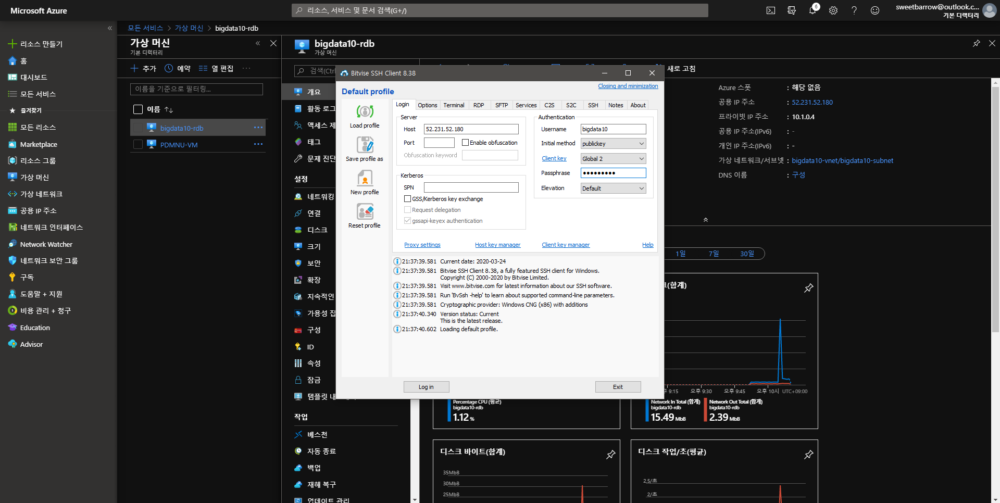 Microsoft Azure
리소스, 서비스 및 문서 검색(G+/)
6
sweetbarrow@outlook.c...
기본 디렉터리
모든 서비스 > 가상 머신 > bigdata10-rdb
리소스 만들기
홈
대시보드
모든 서비스
즐겨찾기
모든 리소스
Marketplace
리소스 그룹
가상 머신
가상 네트워크
공용 IP 주소
네트워크 인터페이스
Network Watcher
네트워크 보안 그룹
구독
도움말 + 지원
비용 관리 + 청구
Education
Advisor
가상 머신
기본 디렉터리
추가 예약 열 편집 ...
이름을 기준으로 필터링...
이름
bigdata10-rdb
PDMNU-VM
bigdata10-rdb
가상 머신
검색(Ctr
새로 고침
개요
활동 로그
액세스 제
태그
문제 진단
설정
네트워킹
연결
디스크
크기
보안
확장
지속적인
가용성 집
구성
ID
속성
잠금
템플릿 내
작업
베스천
자동 종료
백업
재해 복구
업데이트 관리
Bitvise SSH Client 8.38
Closing and minimization
Default profile
Load profile
Save profile as
New profile
Reset profile
Login Options Terminal RDP SFTP Services C2S S2C SSH Notes About
Server
Host 52.231.52.180
Port Enable obfuscation
Obfuscation keyword
Kerberos
SPN
GSS/Kerberos key exchange
Request delegation
gssapi-keyex authentication
Authentication
Username bigdata10
Initial method publickey
Client key Global 2
Passphrase ●●●●●●●●●
Elevation Default
Proxy settings Host key manager Client key manager Help
21:37:39.581 Current date: 2020-03-24
21:37:39.581 Bitvise SSH Client 8.38, a fully featured SSH client for Windows.
Copyright (C) 2000-2020 by Bitvise Limited.
21:37:39.581 Visit www.bitvise.com for latest information about our SSH software.
21:37:39.581 Run 'BvSsh -help' to learn about supported command-line parameters.
21:37:39.581 Cryptographic provider: Windows CNG (x86) with additions
21:37:40.340 Version status: Current
This is the latest release.
21:37:40.602 Loading default profile.
Log in Exit
Azure 스폿 : 해당 없음
공용 IP 주소 : 52.231.52.180
프라이빗 IP 주소 : 10.1.0.4
공용 IP 주소(IPv6) : -
개인 IP 주소(IPv6) : -
가상 네트워크/서브넷 : bigdata10-vnet/bigdata10-subnet
DNS 이름 : 구성
1일 7일 30일
(합계)
9:15 오후 9:30 오후 9:45 오후 10시 UTC+09:00
Percentage CPU (평균)
bigdata10-rdb
1.12 %
Network In Total (합계)
bigdata10-rdb
15.49 MbB
Network Out Total (합계)
bigdata10-rdb
2.39 MbB
디스크 바이트(합계)
35MbB
30MbB
25MbB
디스크 작업/초(평균)
2.5/초
2/초